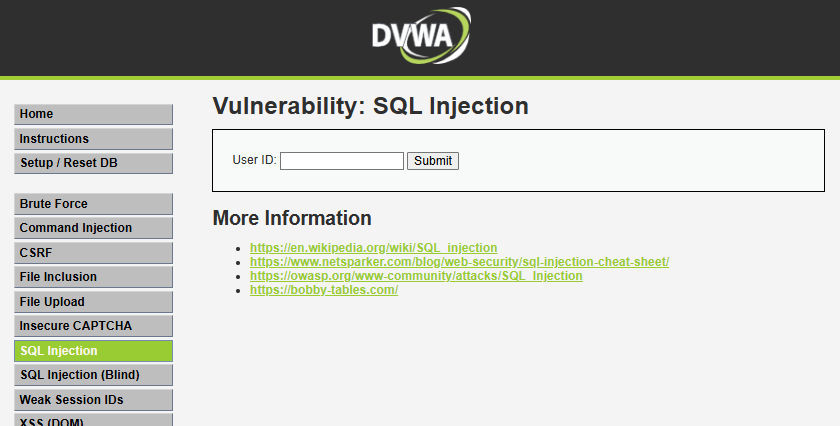 DVWA
Home
Instructions
Setup / Reset DB
Brute Force
Command Injection
CSRF
File Inclusion
File Upload
Insecure CAPTCHA
SQL Injection
SQL Injection (Blind)
Weak Session IDs
XSS (DOM)
Vulnerability: SQL Injection
User ID: Submit
More Information
https://en.wikipedia.org/wiki/SQL_injection
https://www.netsparker.com/blog/web-security/sql-injection-cheat-sheet/
https://owasp.org/www-community/attacks/SQL_Injection
https://bobby-tables.com/